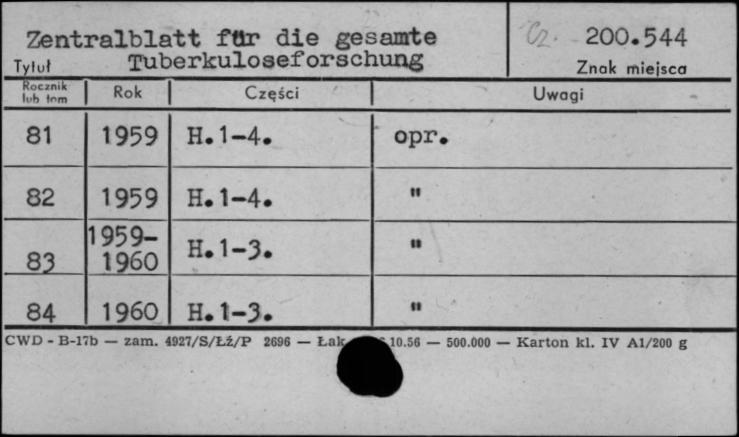 Zentralblatt für die gesamte Cz. 200.544
Tytuł Tuberkuloseforschung Znak miejsca
Rocznik lub tom Rok Części Uwagi
81 1959 H.1-4. opr.
82 1959 H.1-4. "
83 1959-1960 H.1-3. "
84 1960 H.1-3. "
CWD - B-17b — zam. 4927/S/Łź/P 2696 — Łak 10.56 — 500.000 — Karton kl. IV A1/200 g